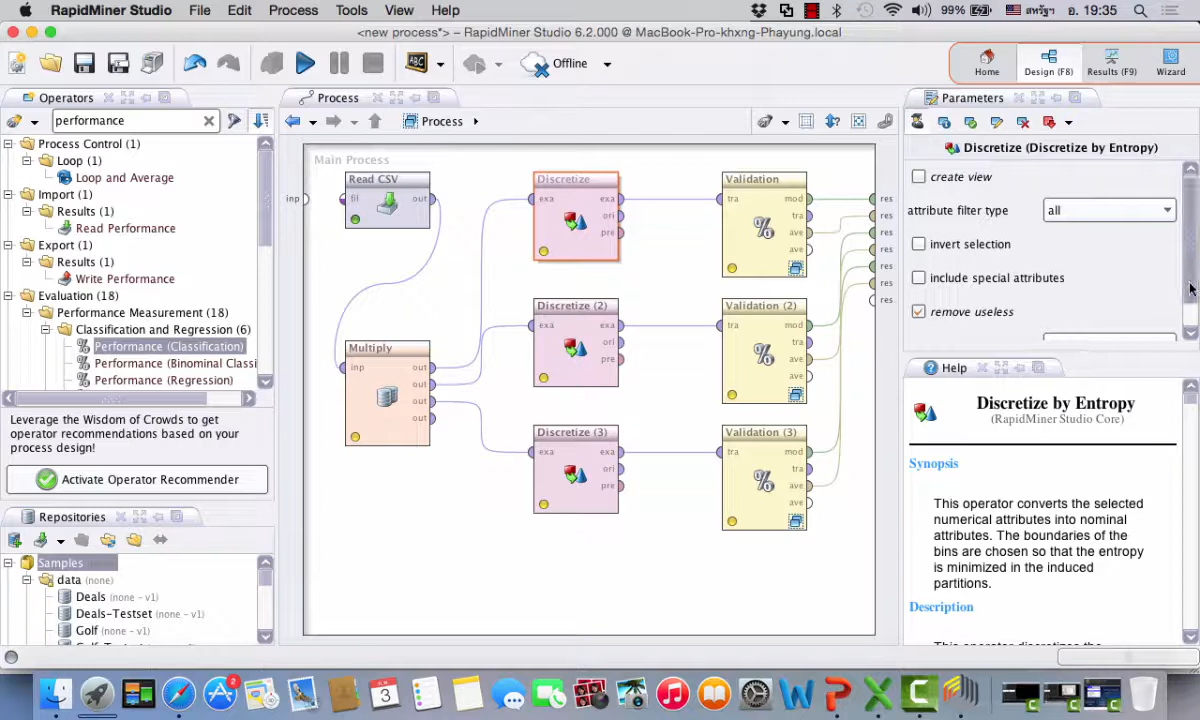 RapidMiner Studio File Edit Process Tools View Help 99% สหรัฐฯ อ. 19:35
<new process*> – RapidMiner Studio 6.2.000 @ MacBook-Pro-khxng-Phayung.local
ABC Offline Home Design (F8) Results (F9) Wizard
Operators
performance
Process Control (1)
Loop (1)
Loop and Average
Import (1)
Results (1)
Read Performance
Export (1)
Results (1)
Write Performance
Evaluation (18)
Performance Measurement (18)
Classification and Regression (6)
Performance (Classification)
Performance (Binominal Classi
Performance (Regression)
Leverage the Wisdom of Crowds to get
operator recommendations based on your
process design!
Activate Operator Recommender
Repositories
Samples
data (none)
Deals (none – v1)
Deals-Testset (none – v1)
Golf (none – v1)
Process
Process
Main Process
inp
Read CSV
fil out
Multiply
inp out
out
out
out
Discretize
exa exa
ori
pre
Discretize (2)
exa exa
ori
pre
Discretize (3)
exa exa
ori
pre
Validation
tra mod
tra
ave
ave
Validation (2)
tra mod
tra
ave
ave
Validation (3)
tra mod
tra
ave
ave
res
res
res
res
res
res
res
Parameters
Discretize (Discretize by Entropy)
create view
attribute filter type all
invert selection
include special attributes
remove useless
Help
Discretize by Entropy
(RapidMiner Studio Core)
Synopsis
This operator converts the selected
numerical attributes into nominal
attributes. The boundaries of the
bins are chosen so that the entropy
is minimized in the induced
partitions.
Description
2
3